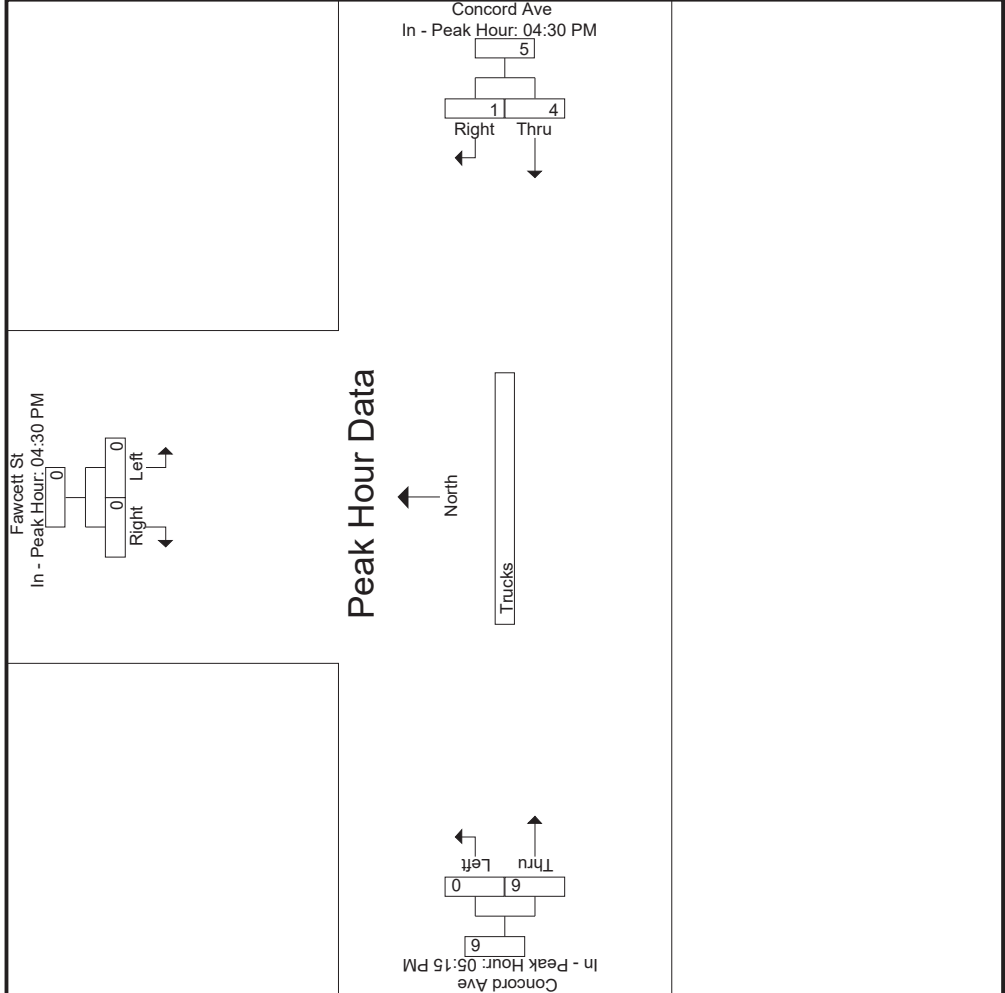 Concord Ave
In - Peak Hour: 04:30 PM
5
1 4
Right Thru
Fawcett St
In - Peak Hour: 04:30 PM
0
0 0
Right Left
Peak Hour Data
North
Trucks
Left Thru
0 6
6
In - Peak Hour: 05:15 PM
Concord Ave